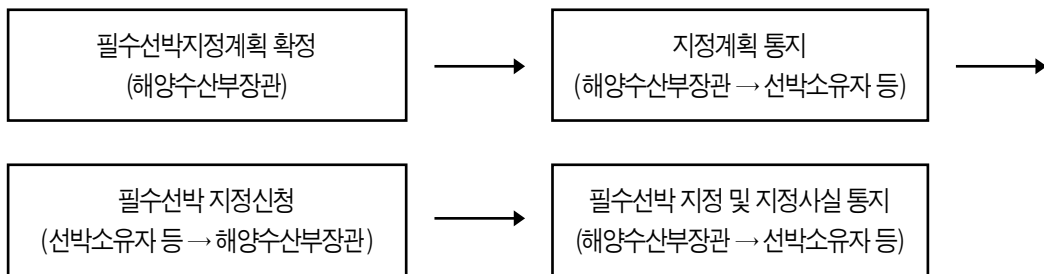 필수선박지정계획 확정
(해양수산부장관)
지정계획 통지
(해양수산부장관 → 선박소유자 등)
필수선박 지정신청
(선박소유자 등 → 해양수산부장관)
필수선박 지정 및 지정사실 통지
(해양수산부장관 → 선박소유자 등)